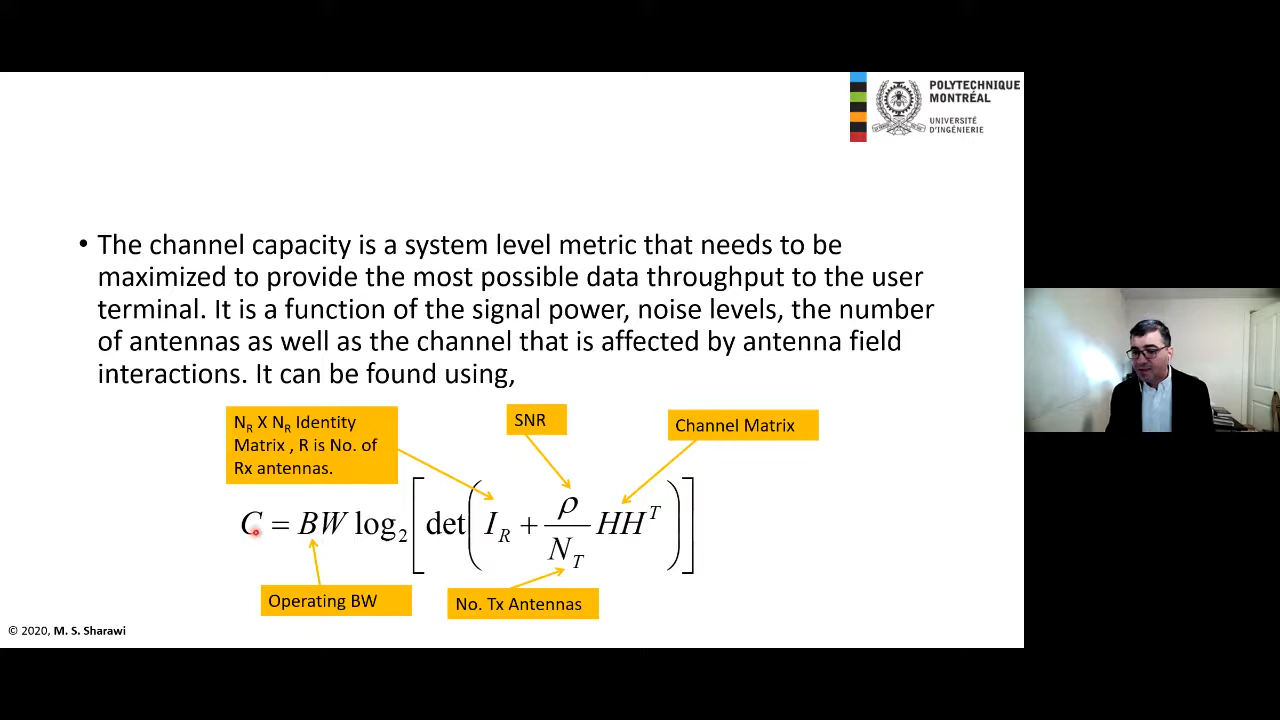 POLYTECHNIQUE
MONTRÉAL
UNIVERSITÉ
D'INGÉNIERIE
• The channel capacity is a system level metric that needs to be
maximized to provide the most possible data throughput to the user
terminal. It is a function of the signal power, noise levels, the number
of antennas as well as the channel that is affected by antenna field
interactions. It can be found using,
N_R X N_R Identity
Matrix , R is No. of
Rx antennas.
SNR
Channel Matrix
C = BW log₂ [ det ( I_R + ρ / N_T HH^T ) ]
Operating BW
No. Tx Antennas
© 2020, M. S. Sharawi